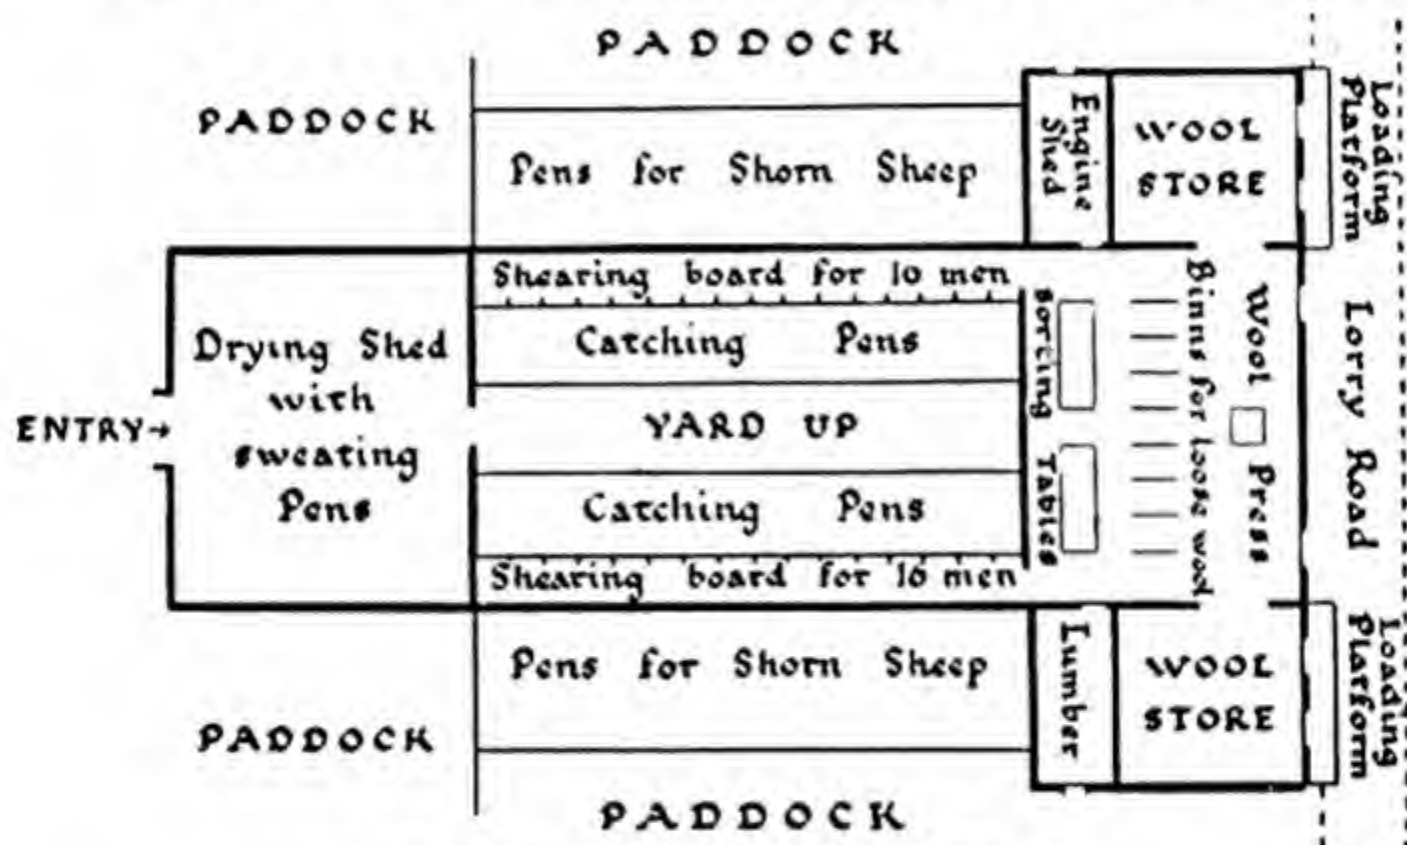 PADDOCK
PADDOCK
Pens for Shorn Sheep
Engine
Shed
WOOL
STORE
Loading
Platform
Shearing board for 10 men
Catching Pens
Drying Shed
with
sweating
Pens
ENTRY
YARD UP
Catching Pens
Shearing board for 10 men
Sorting Tables
Binns for loose wool
Wool Press
Lorry Road
Pens for Shorn Sheep
Lumber
WOOL
STORE
Loading
Platform
PADDOCK
PADDOCK